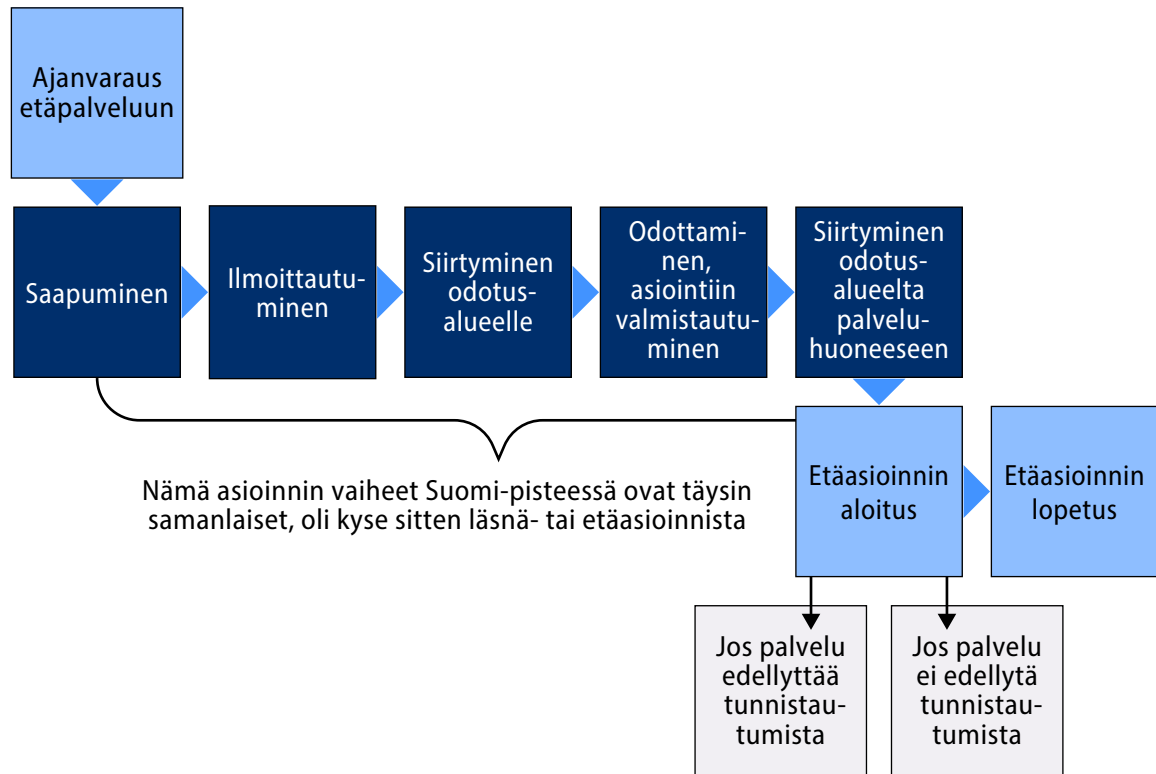 Ajanvaraus
etäpalveluun
Saapuminen
Ilmoittautu-
minen
Siirtyminen
odotus-
alueelle
Odottami-
nen,
asiointiin
valmistautu-
minen
Siirtyminen
odotus-
alueelta
palvelu-
huoneeseen
Nämä asioinnin vaiheet Suomi-pisteessä ovat täysin
samanlaiset, oli kyse sitten läsnä- tai etäasioinnista
Etäasioinnin
aloitus
Etäasioinnin
lopetus
Jos palvelu
edellyttää
tunnistau-
tumista
Jos palvelu
ei edellytä
tunnistau-
tumista